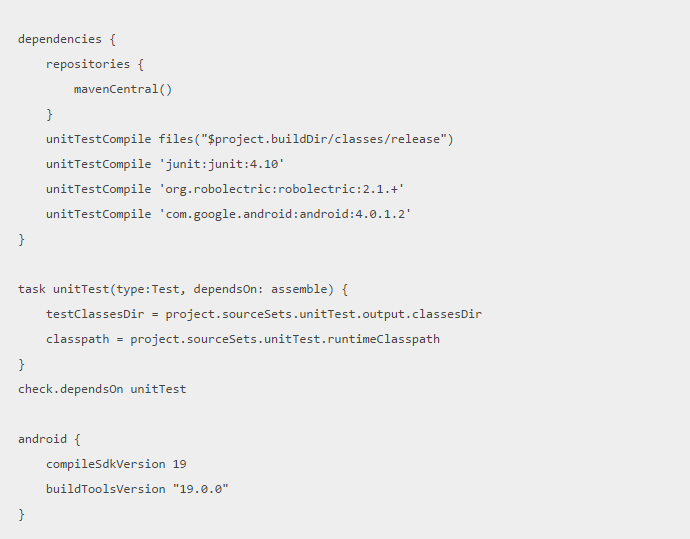 dependencies {
    repositories {
        mavenCentral()
    }
    unitTestCompile files("$project.buildDir/classes/release")
    unitTestCompile 'junit:junit:4.10'
    unitTestCompile 'org.robolectric:robolectric:2.1.+'
    unitTestCompile 'com.google.android:android:4.0.1.2'
}

task unitTest(type:Test, dependsOn: assemble) {
    testClassesDir = project.sourceSets.unitTest.output.classesDir
    classpath = project.sourceSets.unitTest.runtimeClasspath
}
check.dependsOn unitTest

android {
    compileSdkVersion 19
    buildToolsVersion "19.0.0"
}